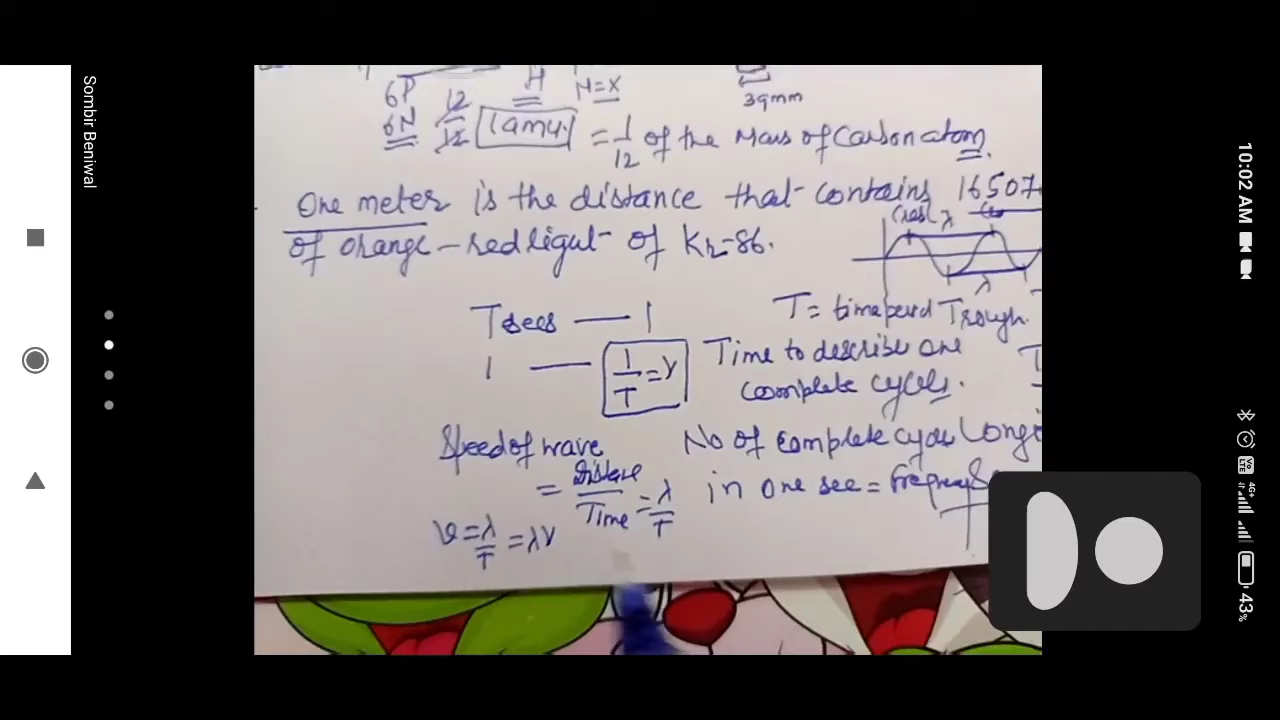 6P 12 H N=X
6N 12 1amu. = 1/12 of the Mass of Carbon atom.
39mm
One meter is the distance that contains 16507
of orange-red light of Kr-86.
Crest λ
λ
T secs — 1
T = time period Trough.
1 — 1/T = ν
Time to describe one
complete cycles.
Speed of wave
= Distance/Time = λ/T
No of complete cycles Longi
in one sec = frequency
v = λ/T = λν
Sombir Beniwal
10:02 AM
4G+
43%